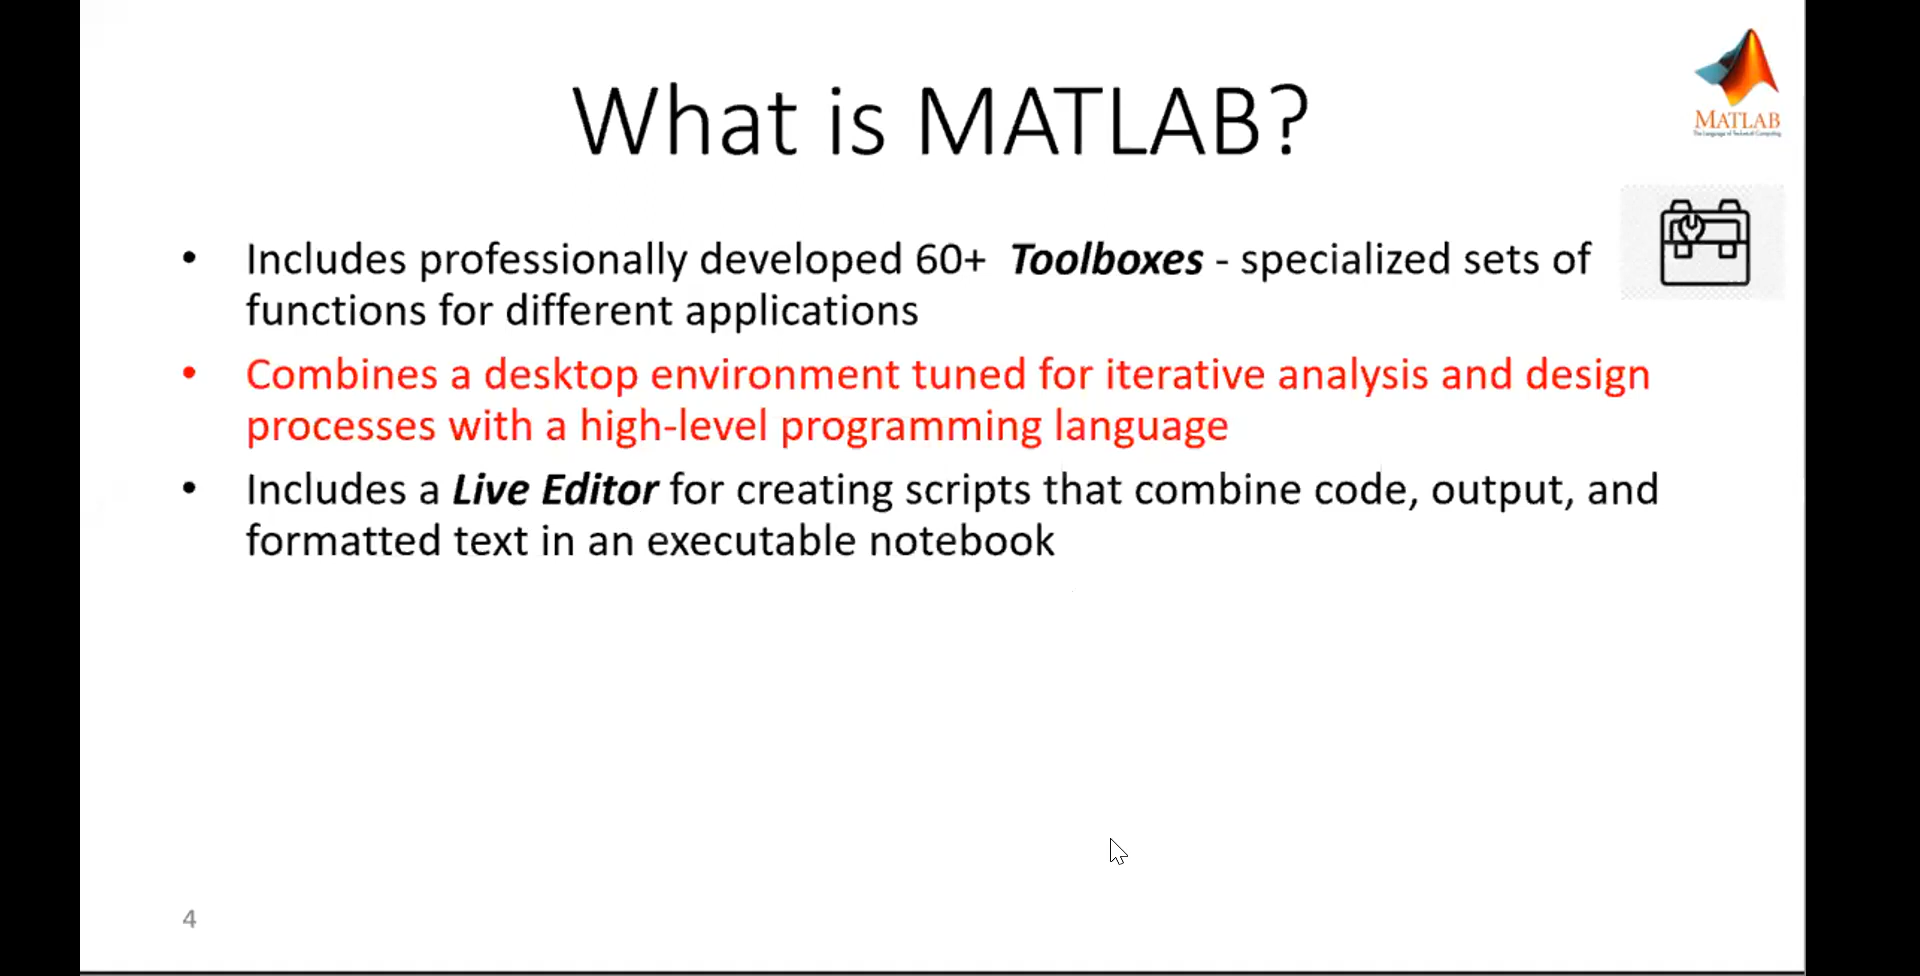 What is MATLAB?
MATLAB
The Language of Technical Computing
• Includes professionally developed 60+ Toolboxes - specialized sets of
functions for different applications
• Combines a desktop environment tuned for iterative analysis and design
processes with a high-level programming language
• Includes a Live Editor for creating scripts that combine code, output, and
formatted text in an executable notebook
4